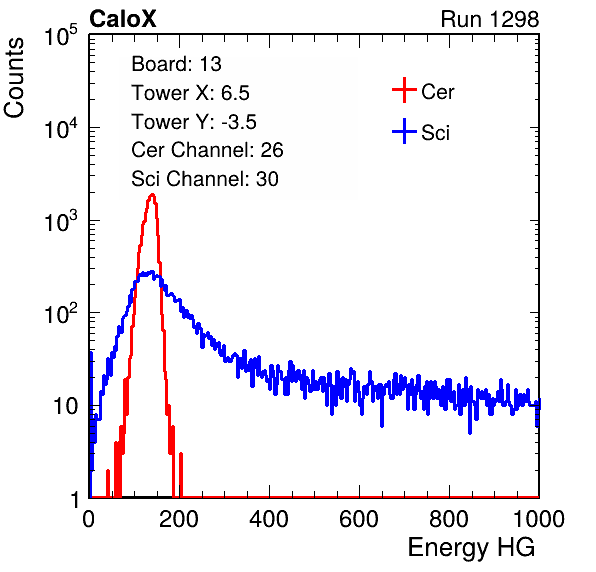 CaloX Run 1298
Counts
10^5
10^4
10^3
10^2
10
1
Board: 13
Tower X: 6.5
Tower Y: -3.5
Cer Channel: 26
Sci Channel: 30
Cer
Sci
0 200 400 600 800 1000
Energy HG